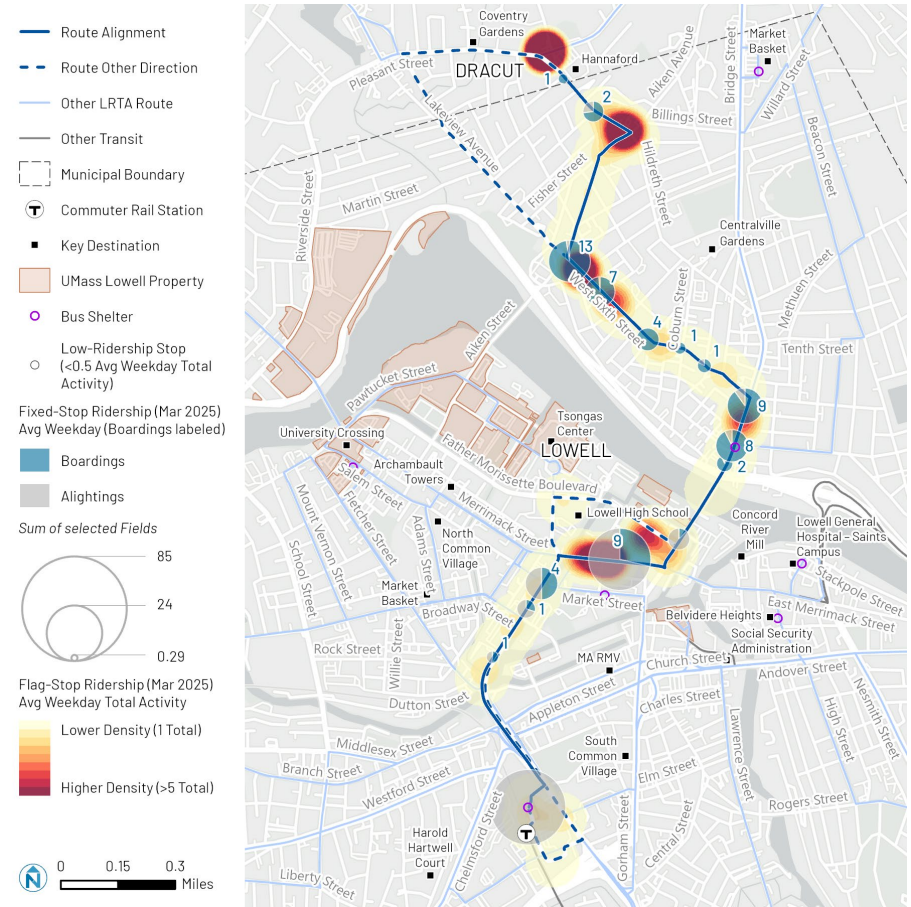 Route Alignment
Route Other Direction
Other LRTA Route
Other Transit
Municipal Boundary
T
Commuter Rail Station
Key Destination
UMass Lowell Property
Bus Shelter
Low-Ridership Stop
(<0.5 Avg Weekday Total
Activity)
Fixed-Stop Ridership (Mar 2025)
Avg Weekday (Boardings labeled)
Boardings
Alightings
Sum of selected Fields
85
24
0.29
Flag-Stop Ridership (Mar 2025)
Avg Weekday Total Activity
Lower Density (1 Total)
Higher Density (>5 Total)
N
0 0.15 0.3
Miles
Coventry
Gardens
Hannaford
DRACUT
Pleasant Street
1
2
Aiken Avenue
Bridge Street
Market
Basket
Willard Street
Billings Street
Beacon Street
Lakeview Avenue
Fisher Street
Hildreth Street
Martin Street
Riverside Street
Centralville
Gardens
13
7
West Sixth Street
Coburn Street
Methuen Street
4
1
1
Tenth Street
Aiken Street
Pawtucket Street
9
8
2
Tsongas
Center
LOWELL
University Crossing
Father Morissette Boulevard
Archambault
Towers
Salem Street
Fletcher Street
Merrimack Street
Mount Vernon Street
School Street
Adams Street
North
Common
Village
Lowell High School
9
Concord
River
Mill
Lowell General
Hospital – Saints
Campus
Stackpole Street
4
1
Market
Basket
Broadway Street
Market Street
Belvidere Heights
East Merrimack Street
Social Security
Administration
Rock Street
Willie Street
1
MA RMV
Church Street
Andover Street
Dutton Street
Appleton Street
Charles Street
Lawrence Street
High Street
Nesmith Street
Middlesex Street
South
Common
Village
Elm Street
Branch Street
Westford Street
Rogers Street
Chelmsford Street
T
Gorham Street
Central Street
Harold
Hartwell
Court
Liberty Street